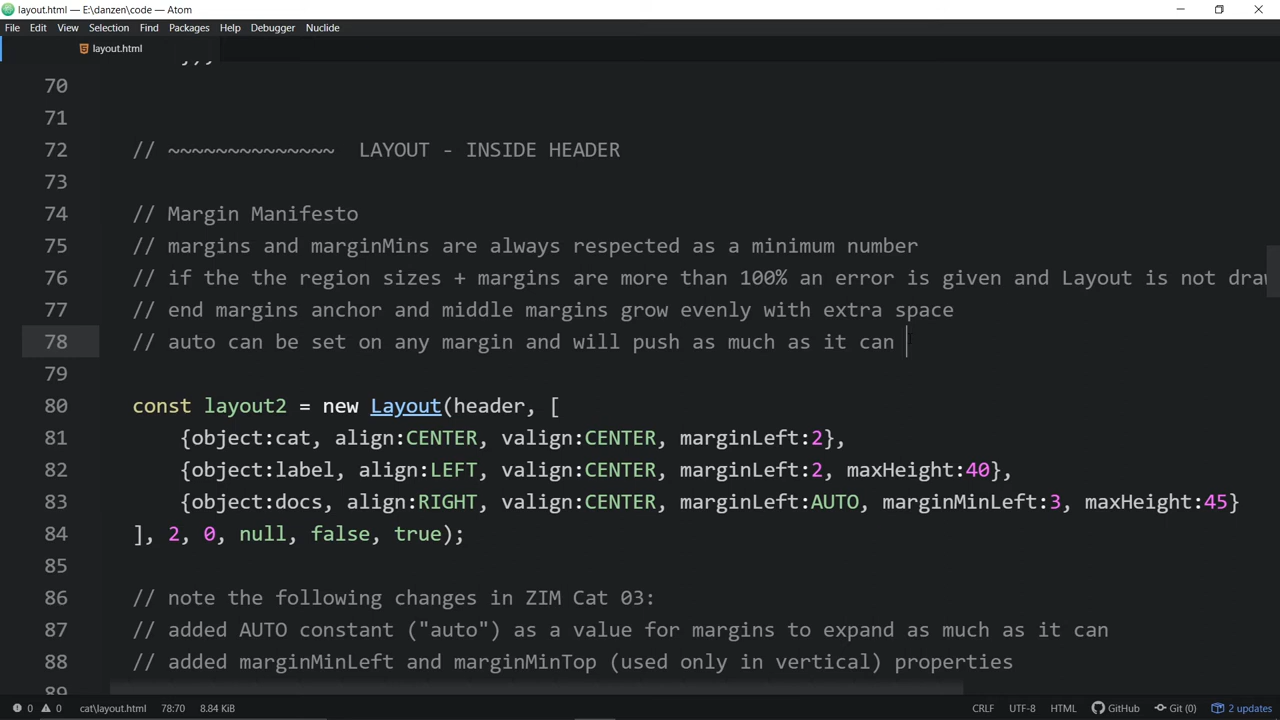 layout.html — E:\danzen\code — Atom
File Edit View Selection Find Packages Help Debugger Nuclide
layout.html
70
71
72 // ~~~~~~~~~~~~~~ LAYOUT - INSIDE HEADER
73
74 // Margin Manifesto
75 // margins and marginMins are always respected as a minimum number
76 // if the the region sizes + margins are more than 100% an error is given and Layout is not draw
77 // end margins anchor and middle margins grow evenly with extra space
78 // auto can be set on any margin and will push as much as it can
79
80 const layout2 = new Layout(header, [
81 {object:cat, align:CENTER, valign:CENTER, marginLeft:2},
82 {object:label, align:LEFT, valign:CENTER, marginLeft:2, maxHeight:40},
83 {object:docs, align:RIGHT, valign:CENTER, marginLeft:AUTO, marginMinLeft:3, maxHeight:45}
84 ], 2, 0, null, false, true);
85
86 // note the following changes in ZIM Cat 03:
87 // added AUTO constant ("auto") as a value for margins to expand as much as it can
88 // added marginMinLeft and marginMinTop (used only in vertical) properties
89
0 0 cat\layout.html 78:70 8.84 KiB CRLF UTF-8 HTML GitHub Git (0) 2 updates